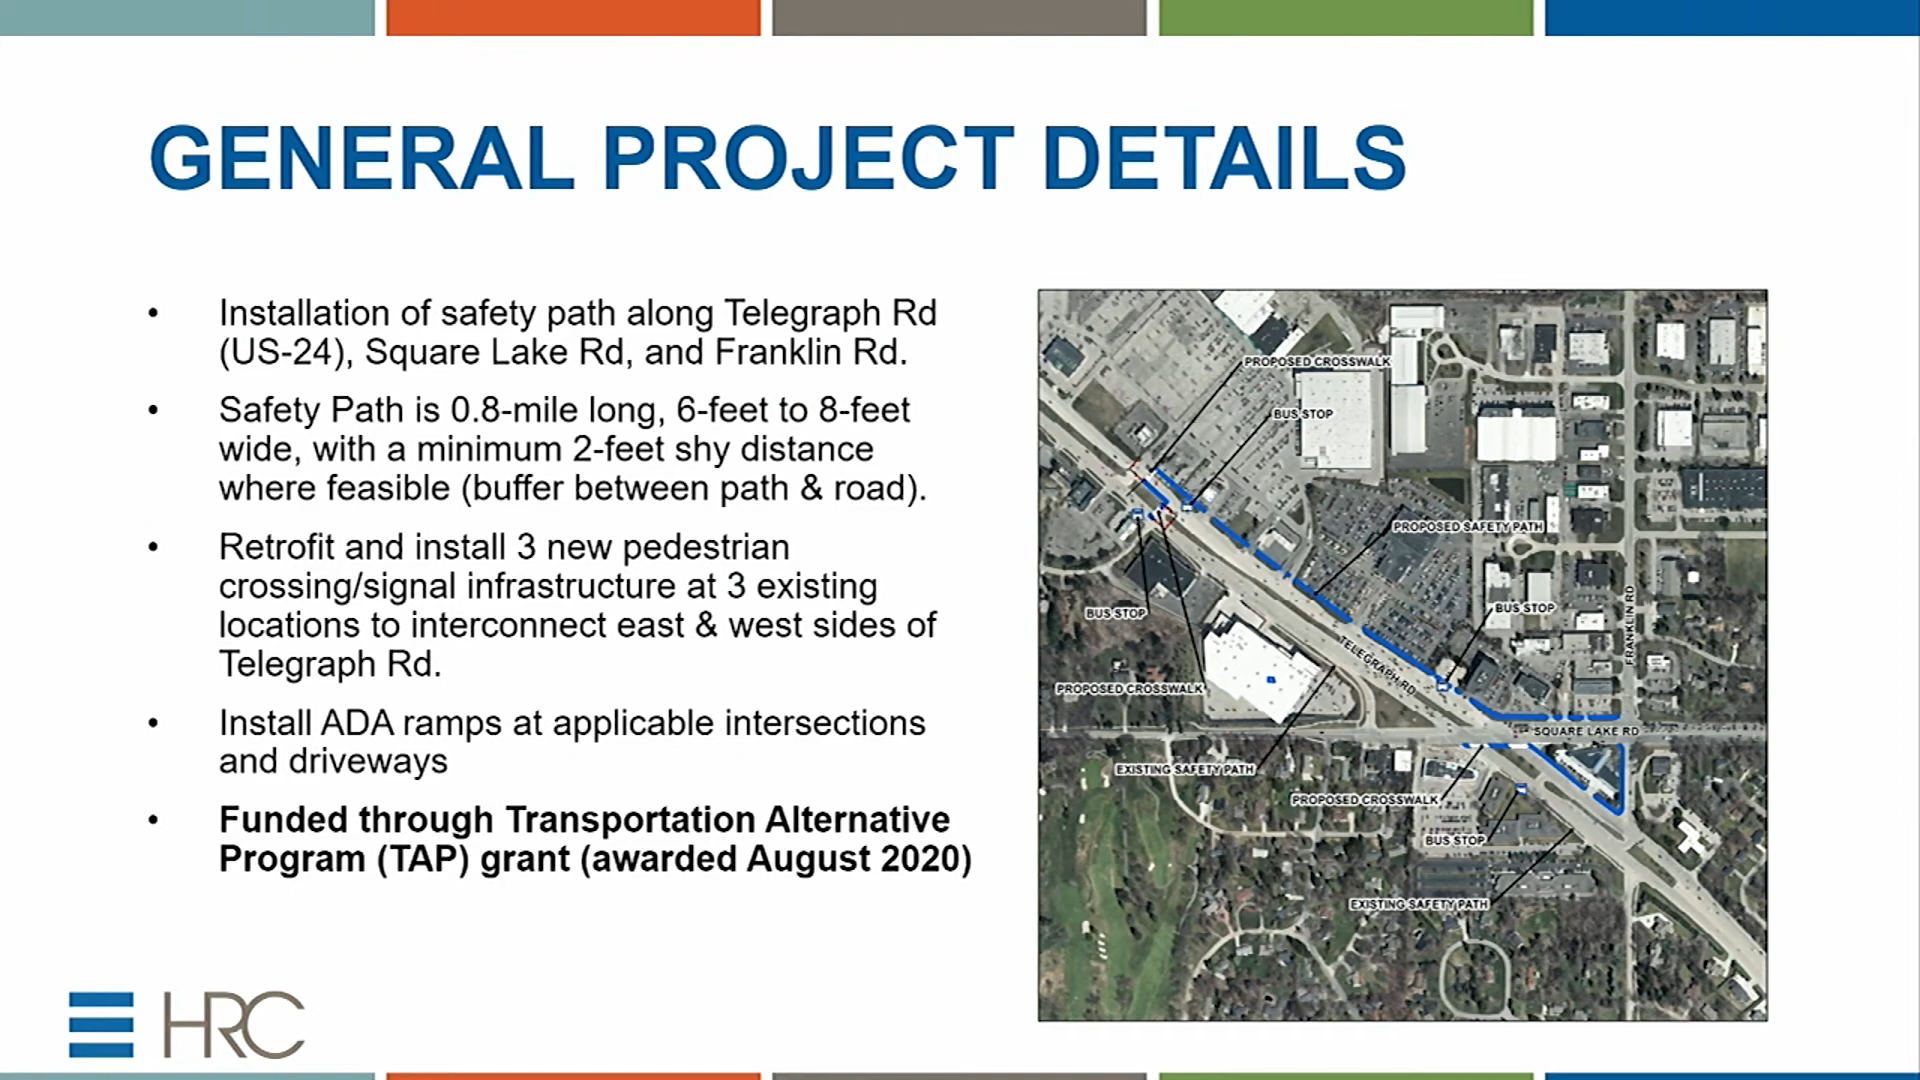 GENERAL PROJECT DETAILS
• Installation of safety path along Telegraph Rd
(US-24), Square Lake Rd, and Franklin Rd.
• Safety Path is 0.8-mile long, 6-feet to 8-feet
wide, with a minimum 2-feet shy distance
where feasible (buffer between path & road).
• Retrofit and install 3 new pedestrian
crossing/signal infrastructure at 3 existing
locations to interconnect east & west sides of
Telegraph Rd.
• Install ADA ramps at applicable intersections
and driveways
• Funded through Transportation Alternative
Program (TAP) grant (awarded August 2020)
PROPOSED CROSSWALK
BUS STOP
PROPOSED SAFETY PATH
BUS STOP
BUS STOP
FRANKLIN RD
TELEGRAPH RD
PROPOSED CROSSWALK
SQUARE LAKE RD
EXISTING SAFETY PATH
PROPOSED CROSSWALK
BUS STOP
EXISTING SAFETY PATH
HRC